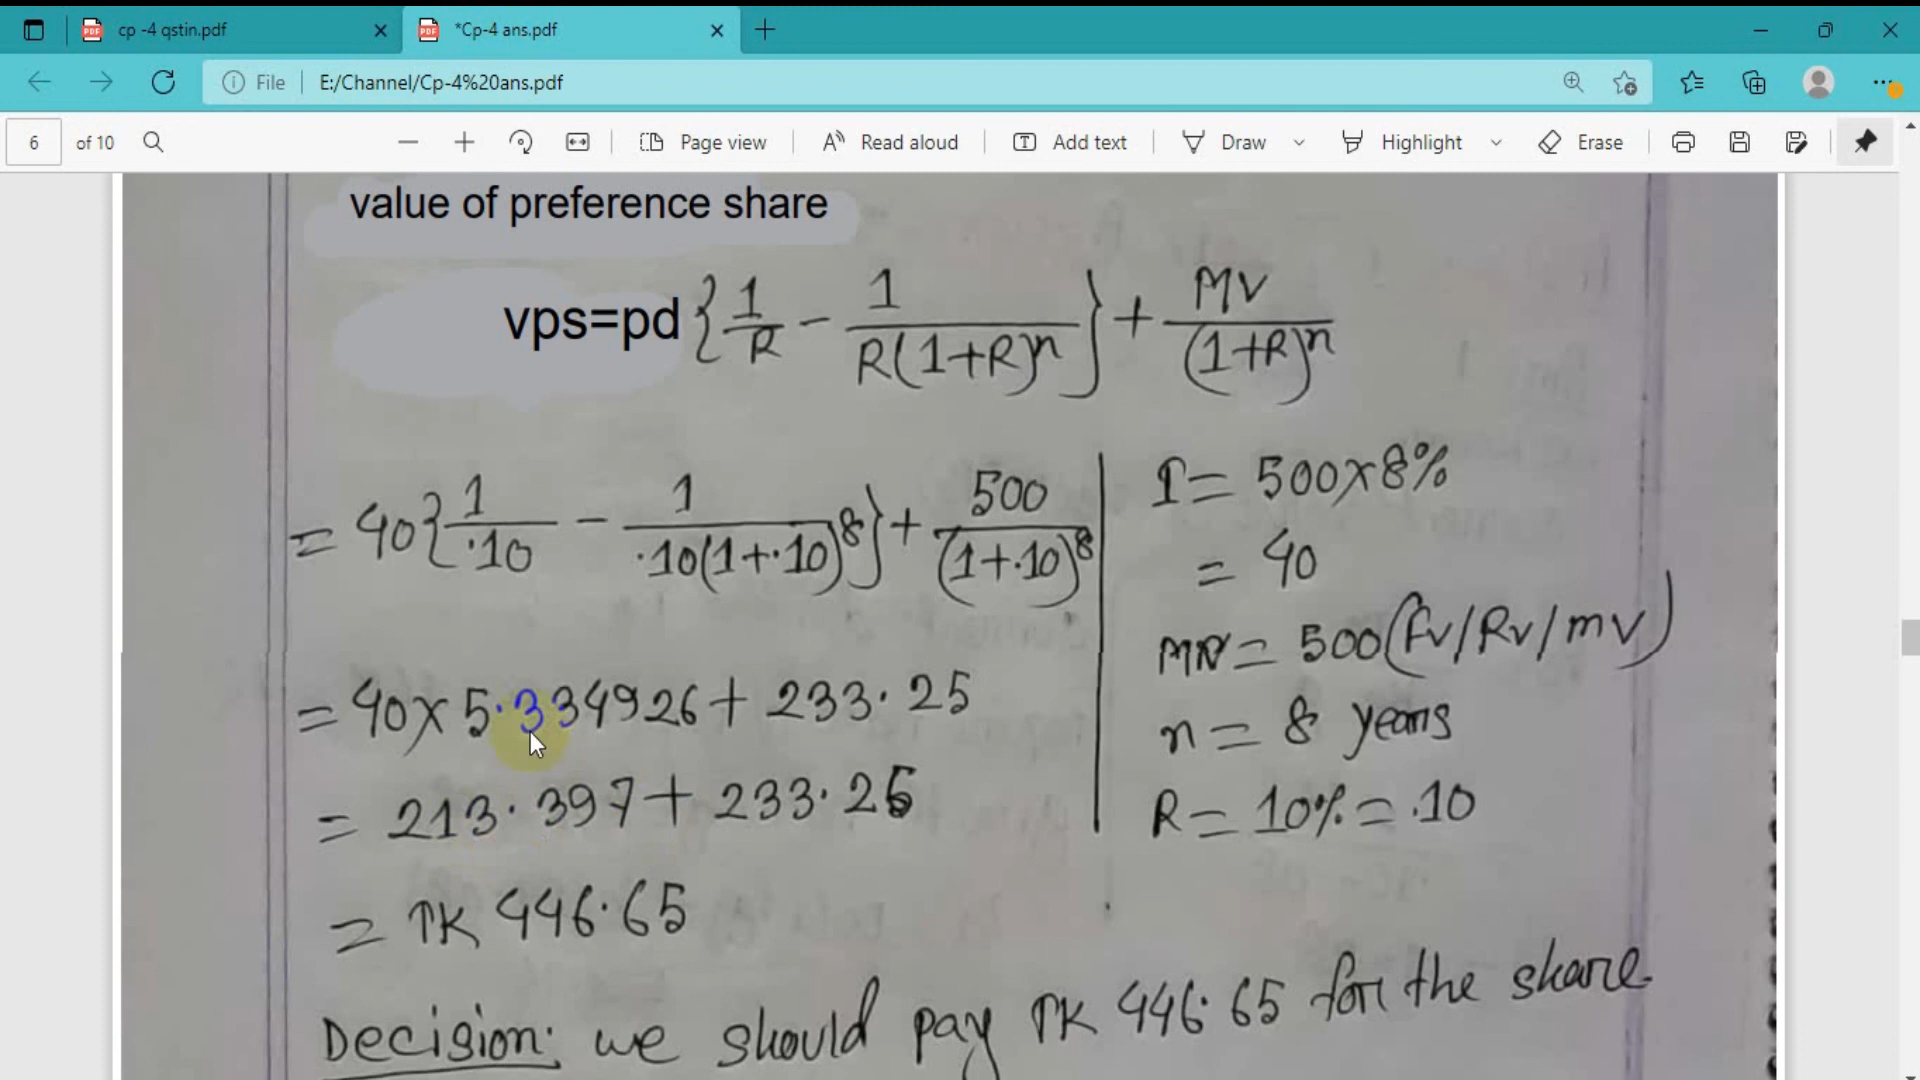 cp -4 qstin.pdf
*Cp-4 ans.pdf
File
E:/Channel/Cp-4%20ans.pdf
6 of 10
Page view
Read aloud
Add text
Draw
Highlight
Erase
value of preference share
vps=pd {1/R - 1/R(1+R)^n} + MV/(1+R)^n
= 40{1/·10 - 1/·10(1+·10)^8} + 500/(1+·10)^8
= 40 x 5·334926 + 233·25
= 213·397 + 233·25
= TK 446·65
I = 500x8%
= 40
MV = 500 (Fv/Rv/mv)
n = 8 years
R = 10% = ·10
Decision: we should pay TK 446·65 for the share